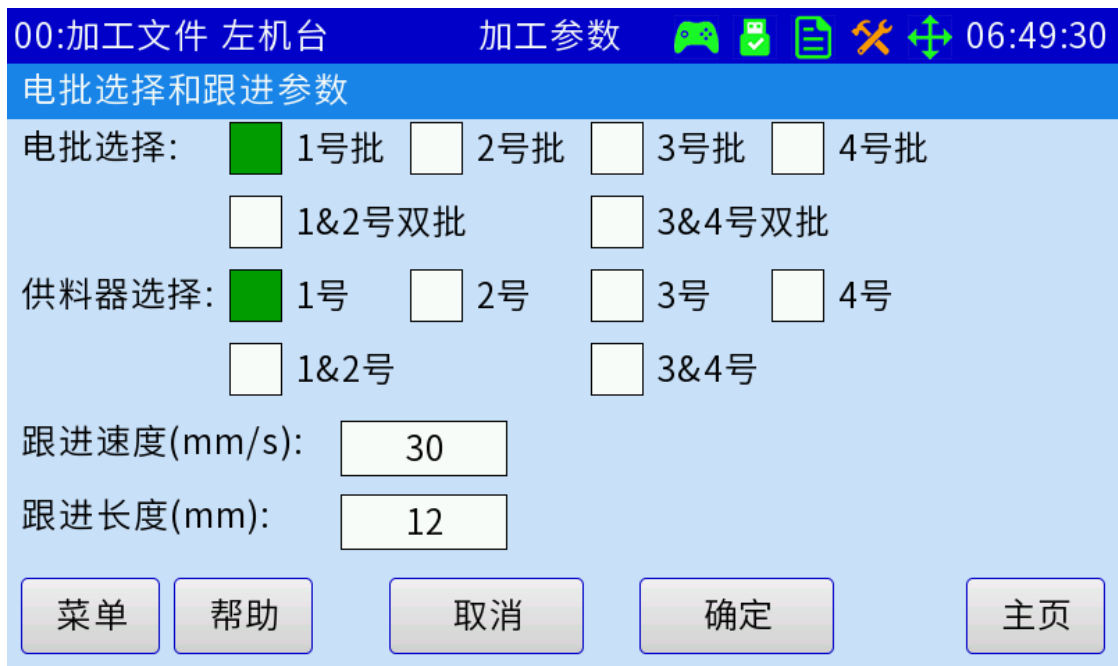 00:加工文件 左机台 加工参数 06:49:30
电批选择和跟进参数
电批选择: 1号批 2号批 3号批 4号批
1&2号双批 3&4号双批
供料器选择: 1号 2号 3号 4号
1&2号 3&4号
跟进速度(mm/s): 30
跟进长度(mm): 12
菜单 帮助 取消 确定 主页